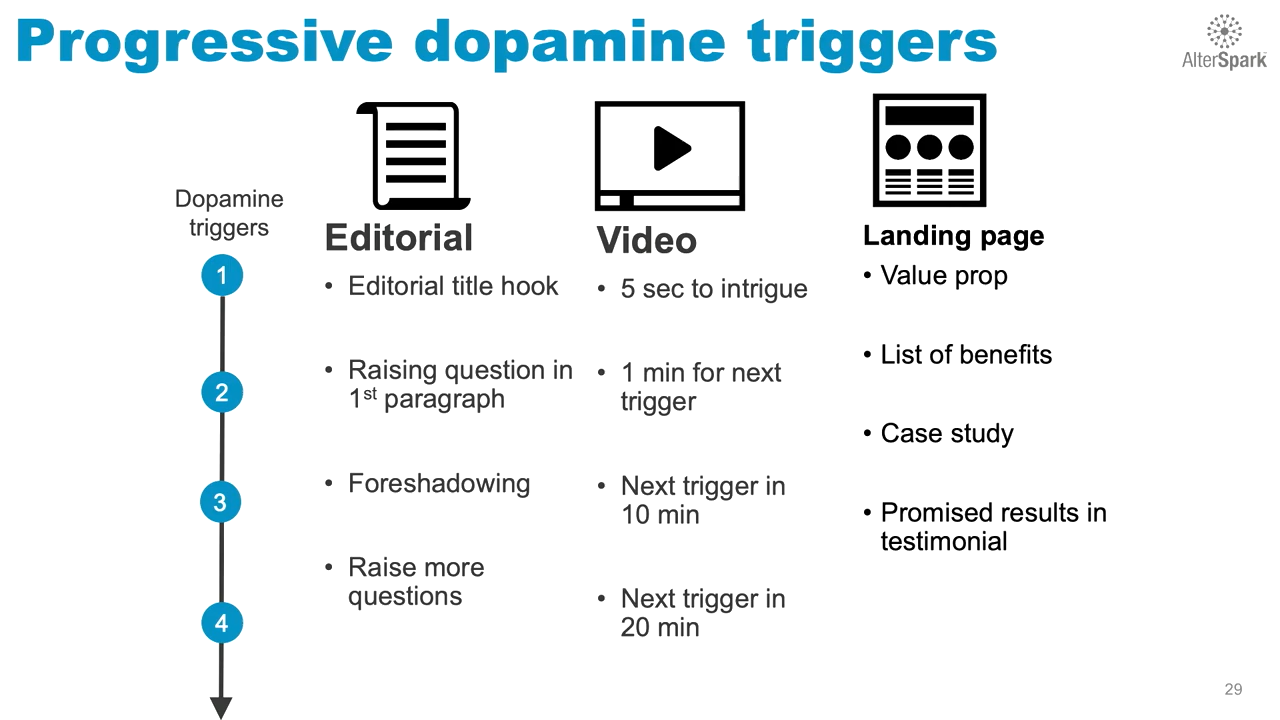 Progressive dopamine triggers
AlterSpark
Dopamine
triggers
1
2
3
4
Editorial
• Editorial title hook
• Raising question in
1st paragraph
• Foreshadowing
• Raise more
questions
Video
• 5 sec to intrigue
• 1 min for next
trigger
• Next trigger in
10 min
• Next trigger in
20 min
Landing page
• Value prop
• List of benefits
• Case study
• Promised results in
testimonial
29